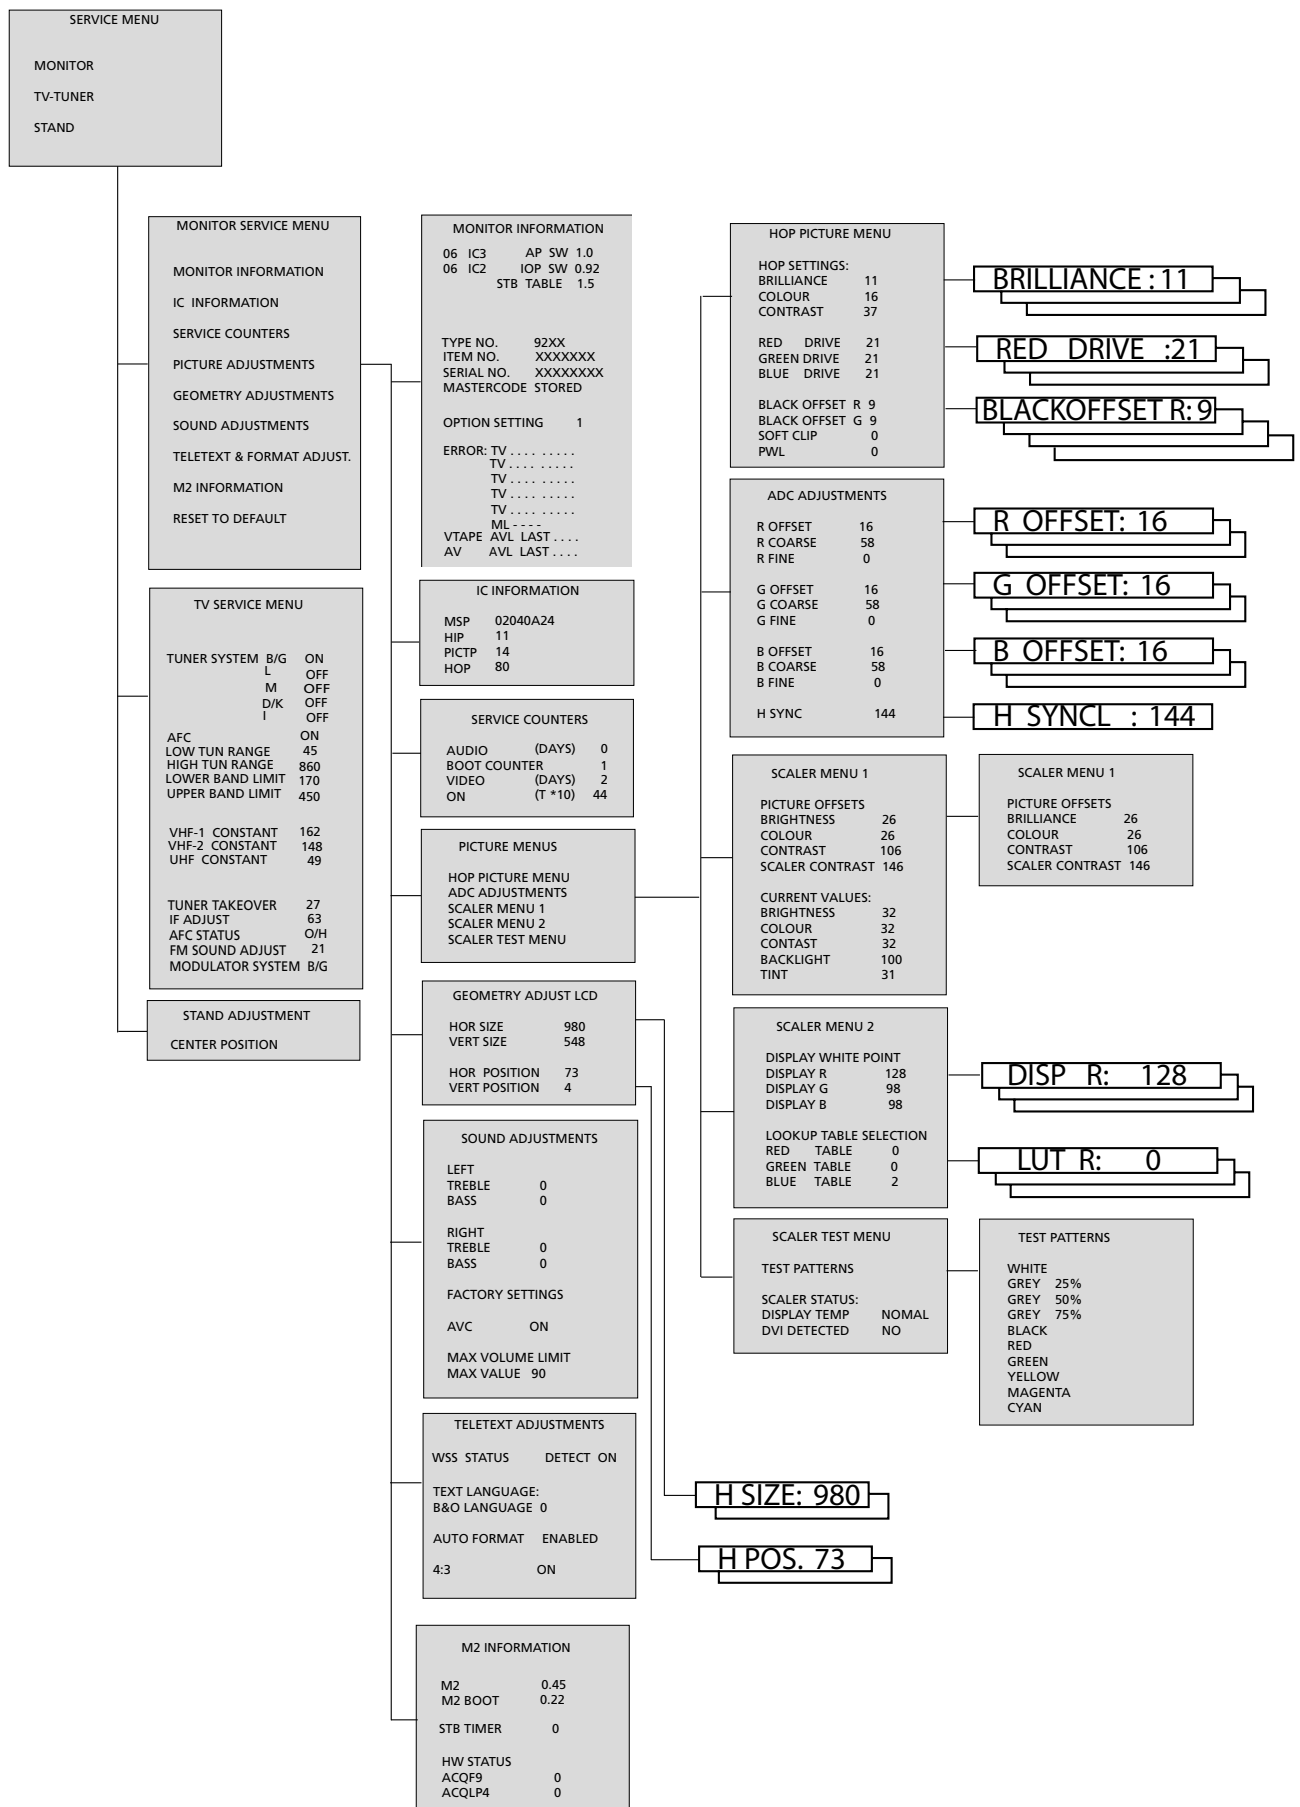 SERVICE MENU
MONITOR
TV-TUNER
STAND
MONITOR SERVICE MENU
MONITOR INFORMATION
IC INFORMATION
SERVICE COUNTERS
PICTURE ADJUSTMENTS
GEOMETRY ADJUSTMENTS
SOUND ADJUSTMENTS
TELETEXT & FORMAT ADJUST.
M2 INFORMATION
RESET TO DEFAULT
TV SERVICE MENU
TUNER SYSTEM B/G ON
L OFF
M OFF
D/K OFF
I OFF
AFC ON
LOW TUN RANGE 45
HIGH TUN RANGE 860
LOWER BAND LIMIT 170
UPPER BAND LIMIT 450
VHF-1 CONSTANT 162
VHF-2 CONSTANT 148
UHF CONSTANT 49
TUNER TAKEOVER 27
IF ADJUST 63
AFC STATUS O/H
FM SOUND ADJUST 21
MODULATOR SYSTEM B/G
STAND ADJUSTMENT
CENTER POSITION
MONITOR INFORMATION
06 IC3 AP SW 1.0
06 IC2 IOP SW 0.92
STB TABLE 1.5
TYPE NO. 92XX
ITEM NO. XXXXXXX
SERIAL NO. XXXXXXXX
MASTERCODE STORED
OPTION SETTING 1
ERROR: TV . . . . . . . . .
TV . . . . . . . . .
TV . . . . . . . . .
TV . . . . . . . . .
TV . . . . . . . . .
ML - - - -
VTAPE AVL LAST . . . .
AV AVL LAST . . . .
IC INFORMATION
MSP 02040A24
HIP 11
PICTP 14
HOP 80
SERVICE COUNTERS
AUDIO (DAYS) 0
BOOT COUNTER 1
VIDEO (DAYS) 2
ON (T *10) 44
PICTURE MENUS
HOP PICTURE MENU
ADC ADJUSTMENTS
SCALER MENU 1
SCALER MENU 2
SCALER TEST MENU
GEOMETRY ADJUST LCD
HOR SIZE 980
VERT SIZE 548
HOR POSITION 73
VERT POSITION 4
SOUND ADJUSTMENTS
LEFT
TREBLE 0
BASS 0
RIGHT
TREBLE 0
BASS 0
FACTORY SETTINGS
AVC ON
MAX VOLUME LIMIT
MAX VALUE 90
TELETEXT ADJUSTMENTS
WSS STATUS DETECT ON
TEXT LANGUAGE:
B&O LANGUAGE 0
AUTO FORMAT ENABLED
4:3 ON
M2 INFORMATION
M2 0.45
M2 BOOT 0.22
STB TIMER 0
HW STATUS
ACQF9 0
ACQLP4 0
HOP PICTURE MENU
HOP SETTINGS:
BRILLIANCE 11
COLOUR 16
CONTRAST 37
RED DRIVE 21
GREEN DRIVE 21
BLUE DRIVE 21
BLACK OFFSET R 9
BLACK OFFSET G 9
SOFT CLIP 0
PWL 0
ADC ADJUSTMENTS
R OFFSET 16
R COARSE 58
R FINE 0
G OFFSET 16
G COARSE 58
G FINE 0
B OFFSET 16
B COARSE 58
B FINE 0
H SYNC 144
SCALER MENU 1
PICTURE OFFSETS
BRIGHTNESS 26
COLOUR 26
CONTRAST 106
SCALER CONTRAST 146
CURRENT VALUES:
BRIGHTNESS 32
COLOUR 32
CONTAST 32
BACKLIGHT 100
TINT 31
SCALER MENU 2
DISPLAY WHITE POINT
DISPLAY R 128
DISPLAY G 98
DISPLAY B 98
LOOKUP TABLE SELECTION
RED TABLE 0
GREEN TABLE 0
BLUE TABLE 2
SCALER TEST MENU
TEST PATTERNS
SCALER STATUS:
DISPLAY TEMP NOMAL
DVI DETECTED NO
H SIZE: 980
H POS. 73
BRILLIANCE : 11
RED DRIVE :21
BLACKOFFSET R: 9
R OFFSET: 16
G OFFSET: 16
B OFFSET: 16
H SYNCL : 144
SCALER MENU 1
PICTURE OFFSETS
BRILLIANCE 26
COLOUR 26
CONTRAST 106
SCALER CONTRAST 146
DISP R: 128
LUT R: 0
TEST PATTERNS
WHITE
GREY 25%
GREY 50%
GREY 75%
BLACK
RED
GREEN
YELLOW
MAGENTA
CYAN